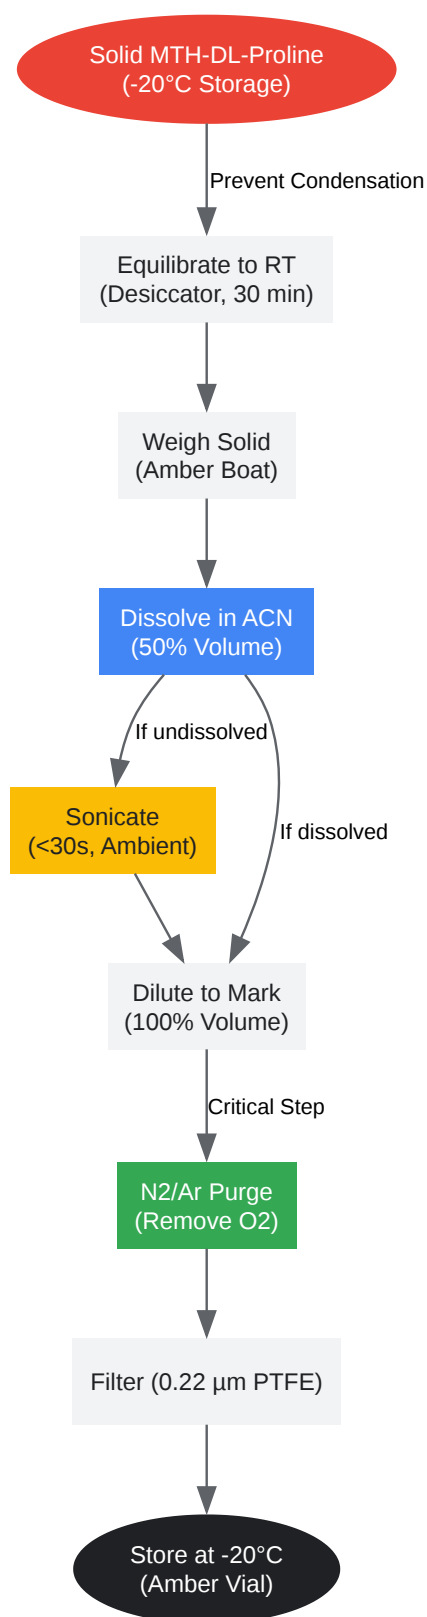 Solid MTH-DL-Proline
(-20°C Storage)
Prevent Condensation
Equilibrate to RT
(Desiccator, 30 min)
Weigh Solid
(Amber Boat)
Dissolve in ACN
(50% Volume)
If undissolved
Sonicate
(<30s, Ambient)
If dissolved
Dilute to Mark
(100% Volume)
Critical Step
N2/Ar Purge
(Remove O2)
Filter (0.22 µm PTFE)
Store at -20°C
(Amber Vial)